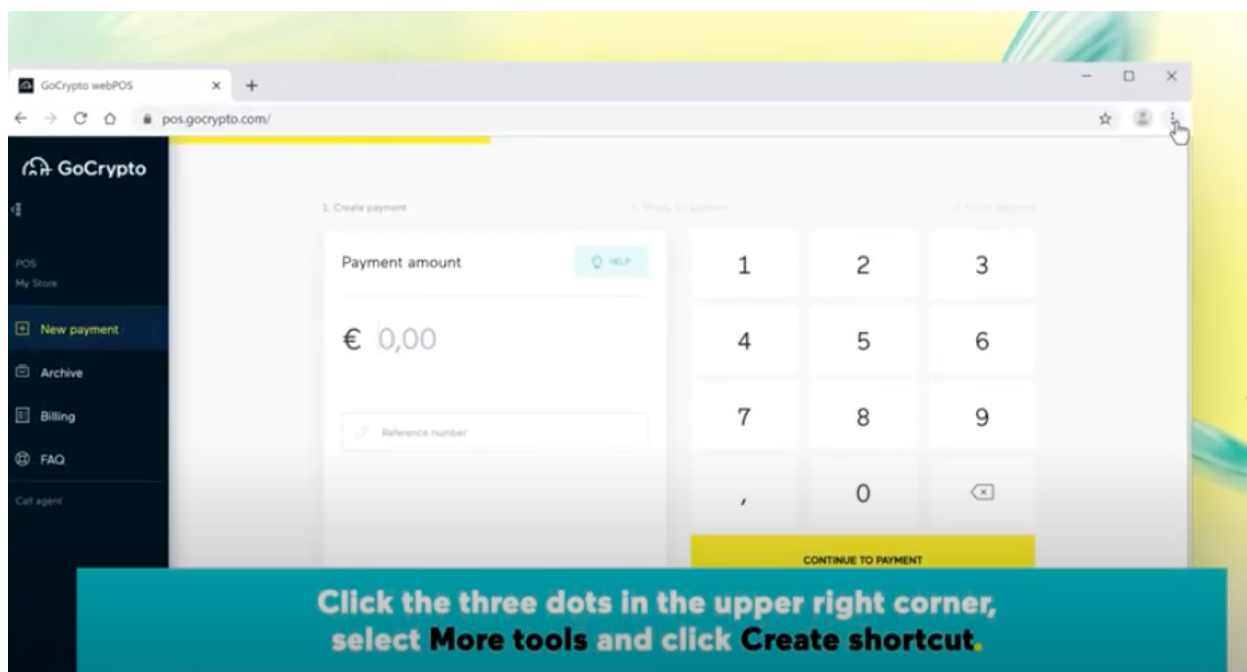 GoCrypto webPOS
pos.gocrypto.com/
GoCrypto
POS
My Store
New payment
Archive
Billing
FAQ
Call agent
1. Create payment
Payment amount
HELP
€ 0,00
Reference number
1 2 3
4 5 6
7 8 9
, 0
CONTINUE TO PAYMENT
Click the three dots in the upper right corner,
select More tools and click Create shortcut.